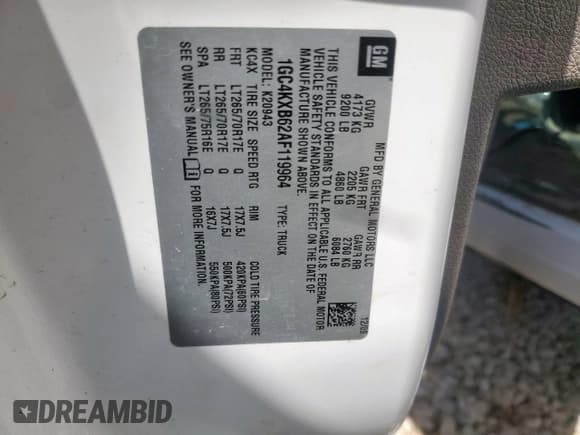 GM
MFD BY GENERAL MOTORS LLC
12/09
GVWR GAWR FRT GAWR RR
4173 KG 2205 KG 2760 KG
9200 LB 4860 LB 6084 LB
THIS VEHICLE CONFORMS TO ALL APPLICABLE U.S. FEDERAL MOTOR
VEHICLE SAFETY STANDARDS IN EFFECT ON THE DATE OF
MANUFACTURE SHOWN ABOVE.
1GC4KXB62AF119964 TYPE: TRUCK
MODEL: K20943
KC4X TIRE SIZE SPEED RTG RIM COLD TIRE PRESSURE
FRT LT265/70R17E Q 17X7.5J 420KPA(60PSI)
RR LT265/70R17E Q 17X7.5J 500KPA(72PSI)
SPA LT265/75R16E Q 16X7J 550KPA(80PSI)
SEE OWNER'S MANUAL FOR MORE INFORMATION
DREAMBID